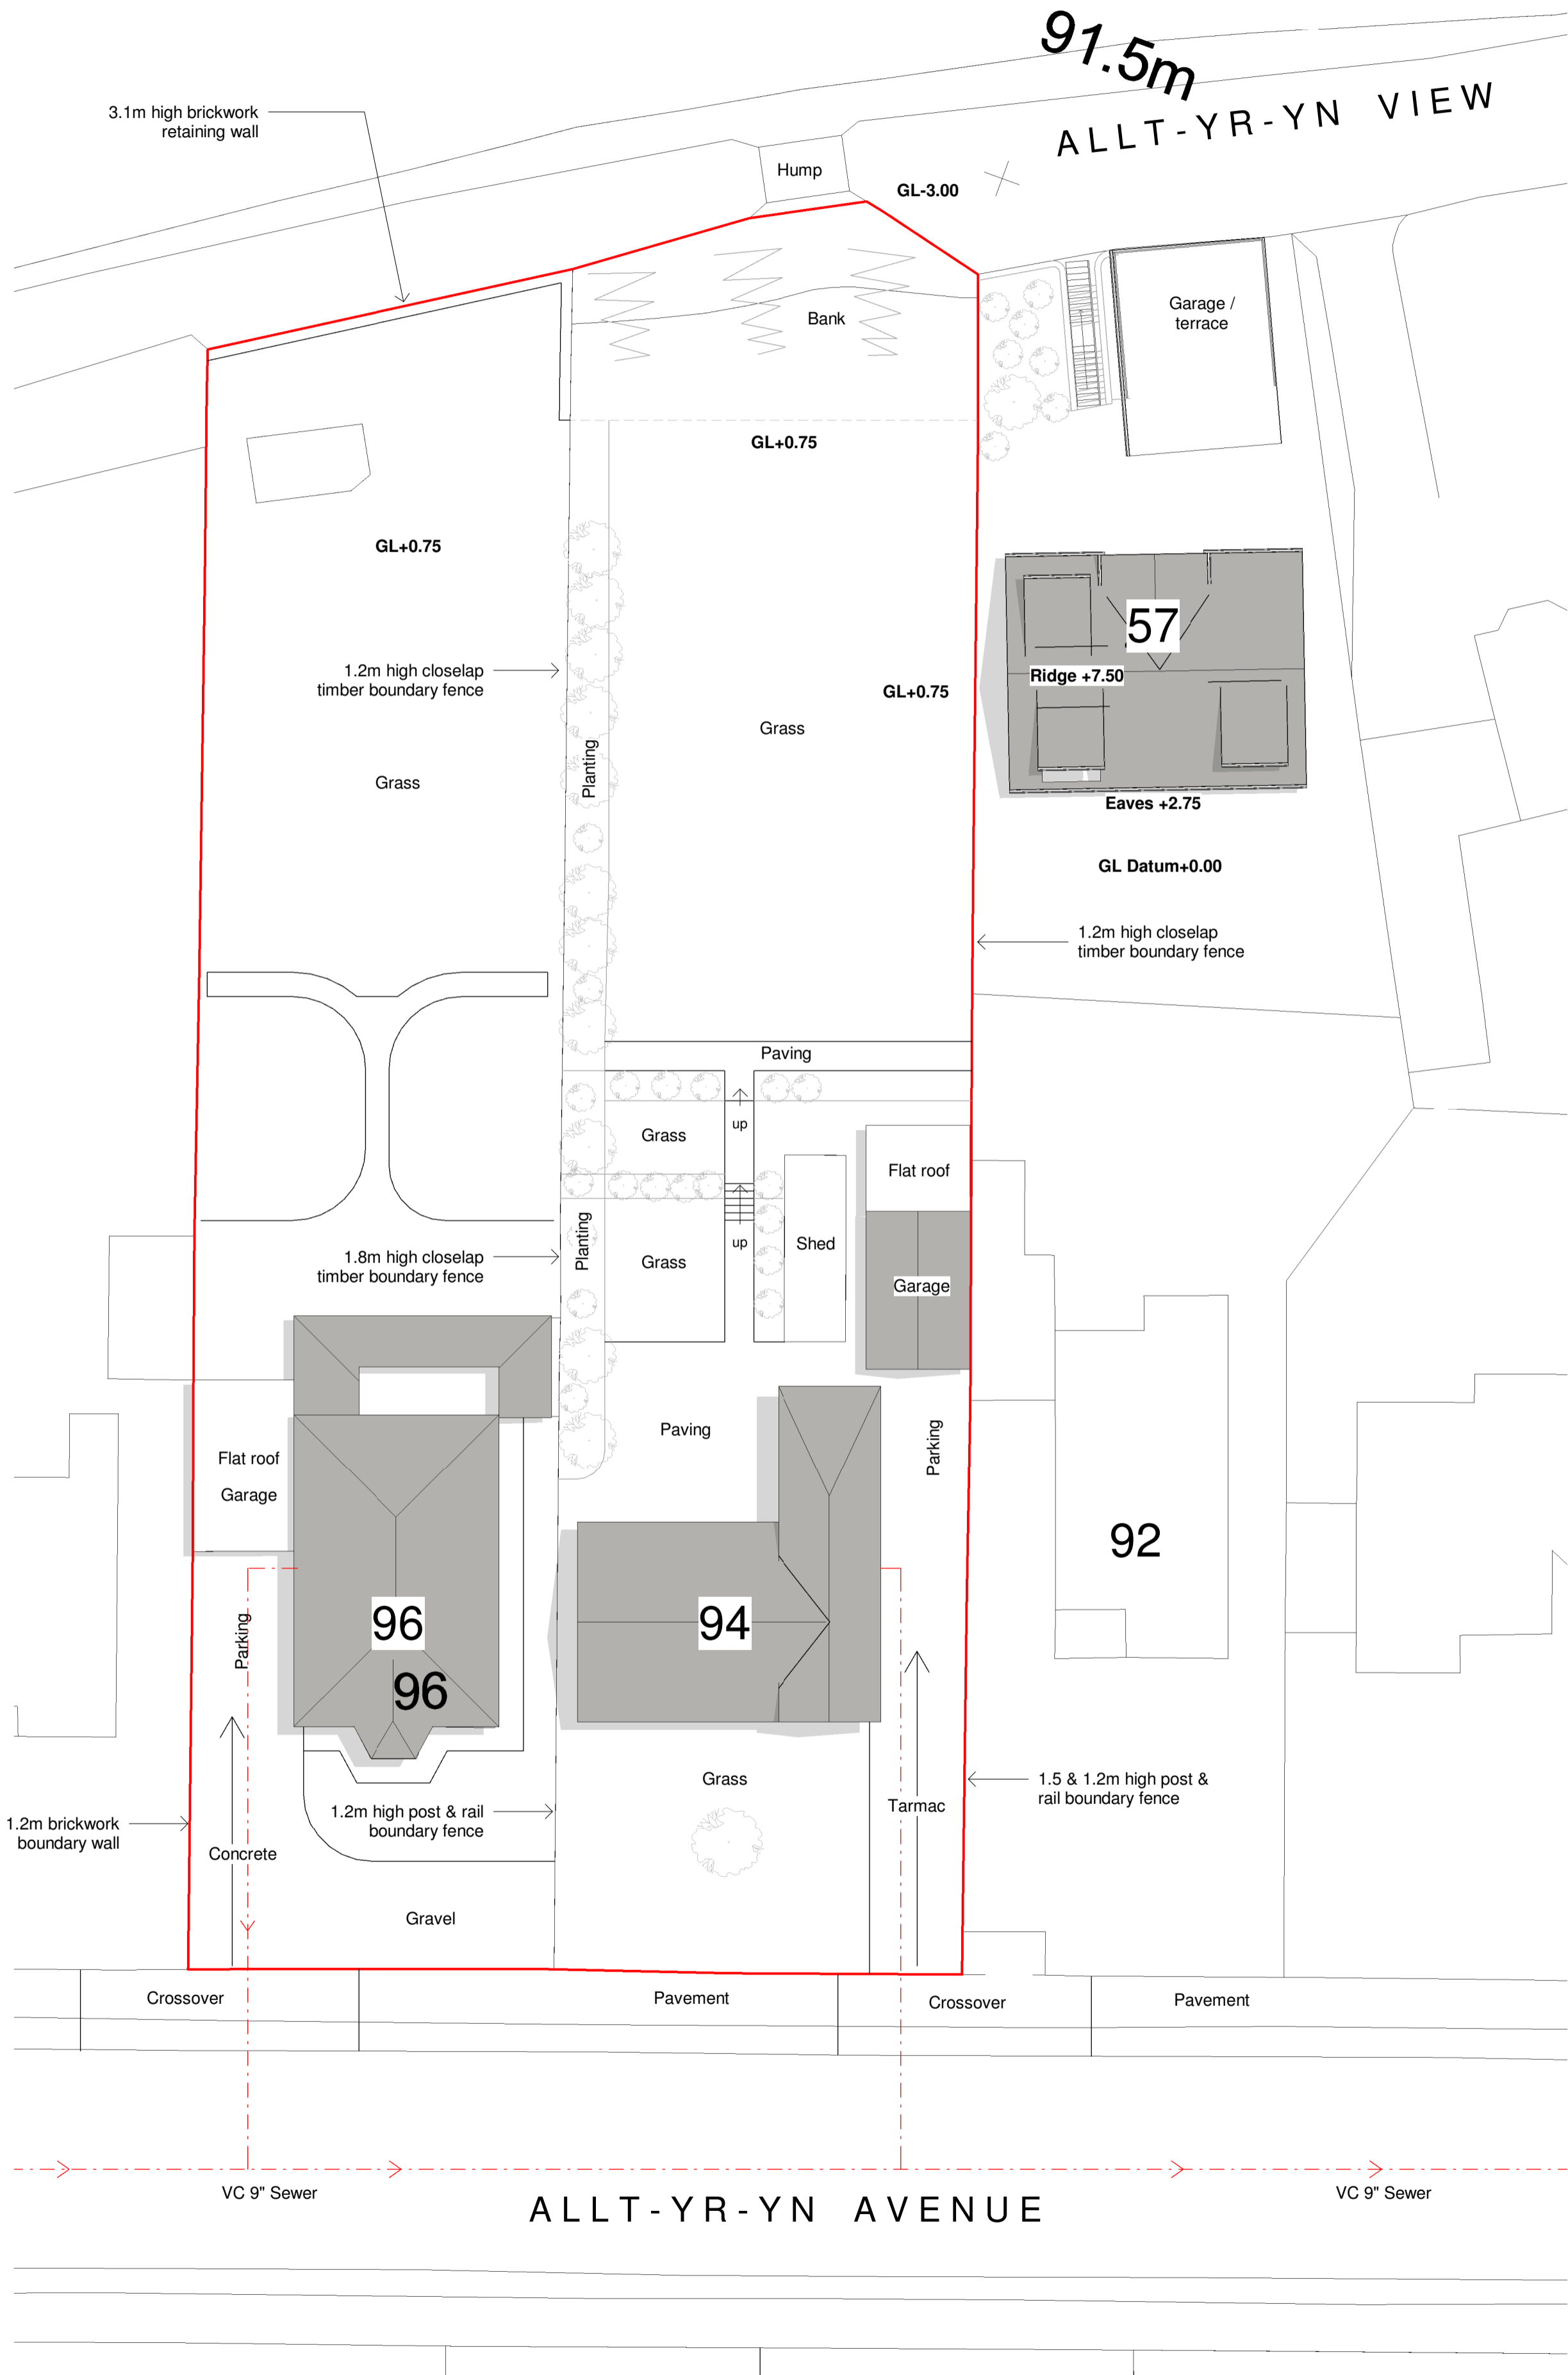 91.5m
ALLT-YR-YN VIEW
3.1m high brickwork
retaining wall
Hump
GL-3.00
Garage /
terrace
Bank
GL+0.75
GL+0.75
57
1.2m high closelap
timber boundary fence
Ridge +7.50
GL+0.75
Grass
Planting
Grass
Eaves +2.75
GL Datum+0.00
1.2m high closelap
timber boundary fence
Paving
up
Grass
Flat roof
Planting
up
Shed
1.8m high closelap
timber boundary fence
Grass
Garage
Paving
Parking
Flat roof
Garage
92
Parking
96
94
96
Grass
1.5 & 1.2m high post &
rail boundary fence
Tarmac
1.2m high post & rail
boundary fence
1.2m brickwork
boundary wall
Concrete
Gravel
Crossover
Pavement
Crossover
Pavement
VC 9" Sewer
VC 9" Sewer
ALLT-YR-YN AVENUE